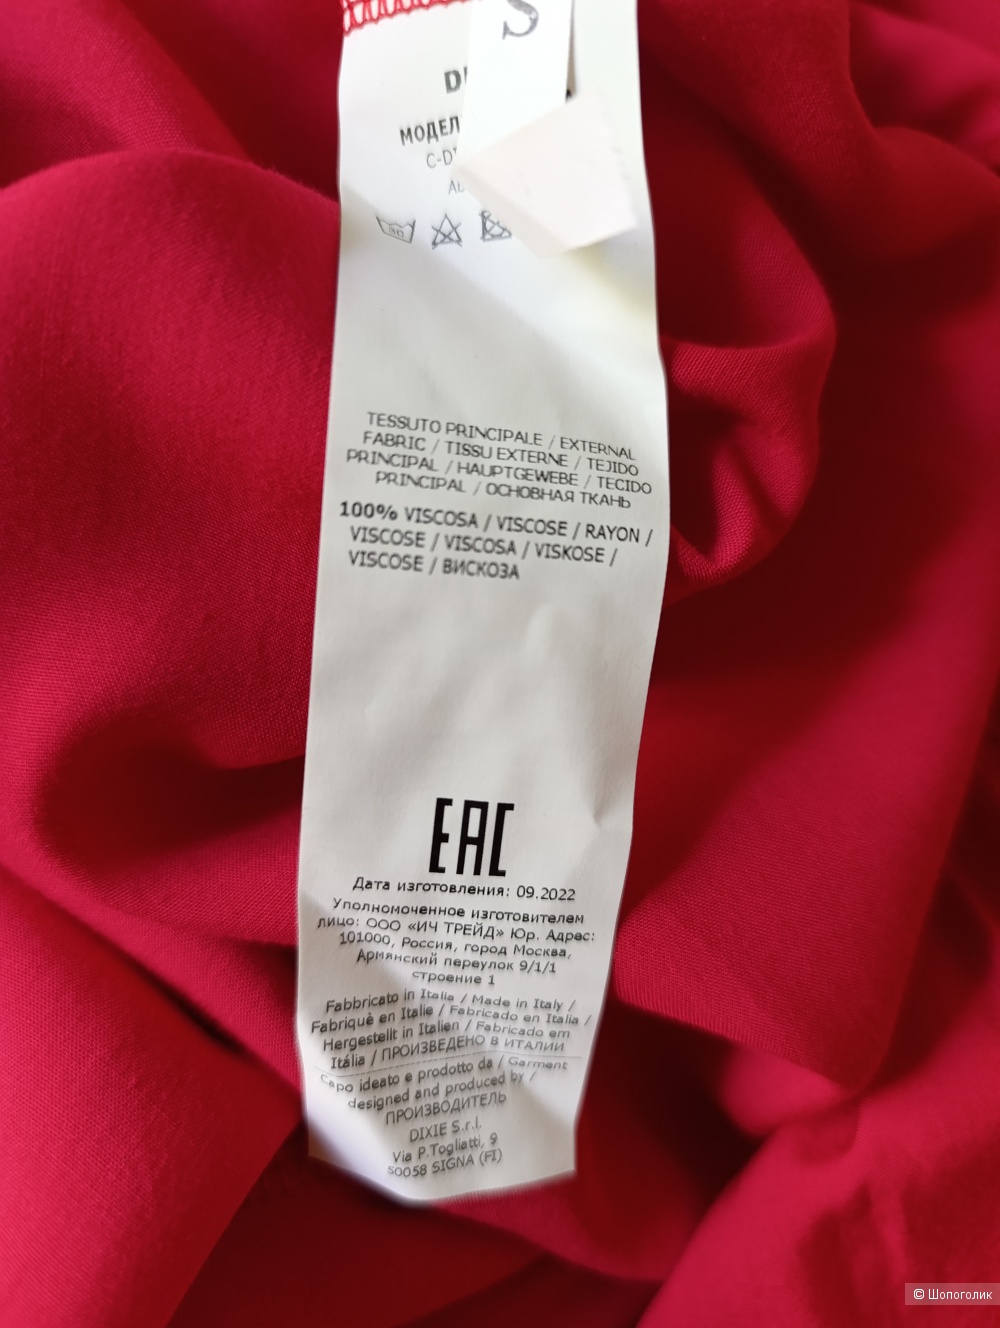 S
МОДЕЛ
30
TESSUTO PRINCIPALE / EXTERNAL
FABRIC / TISSU EXTERNE / TEJIDO
PRINCIPAL / HAUPTGEWEBE / TECIDO
PRINCIPAL / ОСНОВНАЯ ТКАНЬ
100% VISCOSA / VISCOSE / RAYON /
VISCOSE / VISCOSA / VISKOSE /
VISCOSE / ВИСКОЗА
EAC
Дата изготовления: 09.2022
Уполномоченное изготовителем
лицо: ООО «ИЧ ТРЕЙД» Юр. Адрес:
101000, Россия, город Москва,
Армянский переулок 9/1/1
строение 1
Fabbricato in Italia / Made in Italy /
Fabriquè en Italie / Fabricado en Italia /
Hergestellt in Italien / Fabricado em
Itália / ПРОИЗВЕДЕНО В ИТАЛИИ
Capo ideato e prodotto da / Garment
designed and produced by /
ПРОИЗВОДИТЕЛЬ
DIXIE S.r.l.
Via P.Togliatti, 9
50058 SIGNA (FI)
© Шопоголик